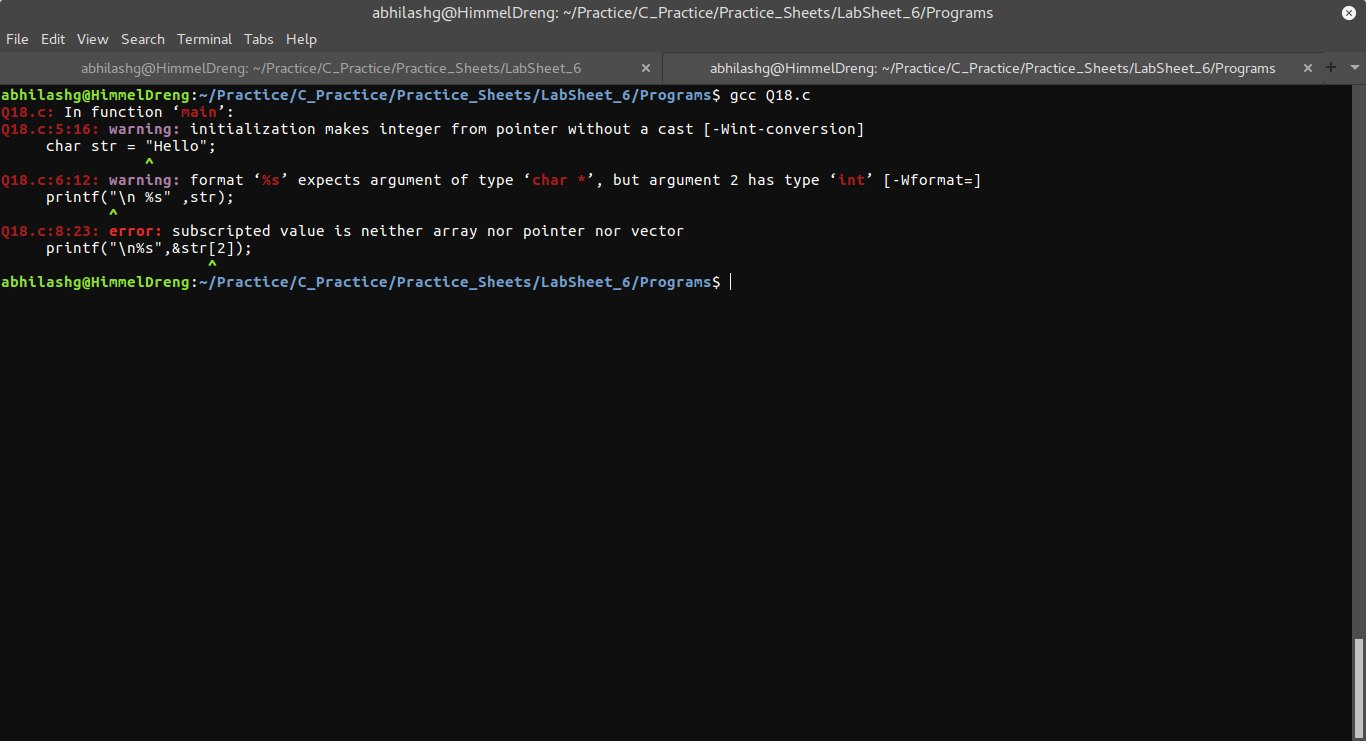 abhilashg@HimmelDreng: ~/Practice/C_Practice/Practice_Sheets/LabSheet_6/Programs
File Edit View Search Terminal Tabs Help
abhilashg@HimmelDreng: ~/Practice/C_Practice/Practice_Sheets/LabSheet_6 × abhilashg@HimmelDreng: ~/Practice/C_Practice/Practice_Sheets/LabSheet_6/Programs × +
abhilashg@HimmelDreng:~/Practice/C_Practice/Practice_Sheets/LabSheet_6/Programs$ gcc Q18.c
Q18.c: In function ‘main’:
Q18.c:5:16: warning: initialization makes integer from pointer without a cast [-Wint-conversion]
     char str = "Hello";
                ^
Q18.c:6:12: warning: format ‘%s’ expects argument of type ‘char *’, but argument 2 has type ‘int’ [-Wformat=]
     printf("\n %s" ,str);
            ^
Q18.c:8:23: error: subscripted value is neither array nor pointer nor vector
     printf("\n%s",&str[2]);
                       ^
abhilashg@HimmelDreng:~/Practice/C_Practice/Practice_Sheets/LabSheet_6/Programs$